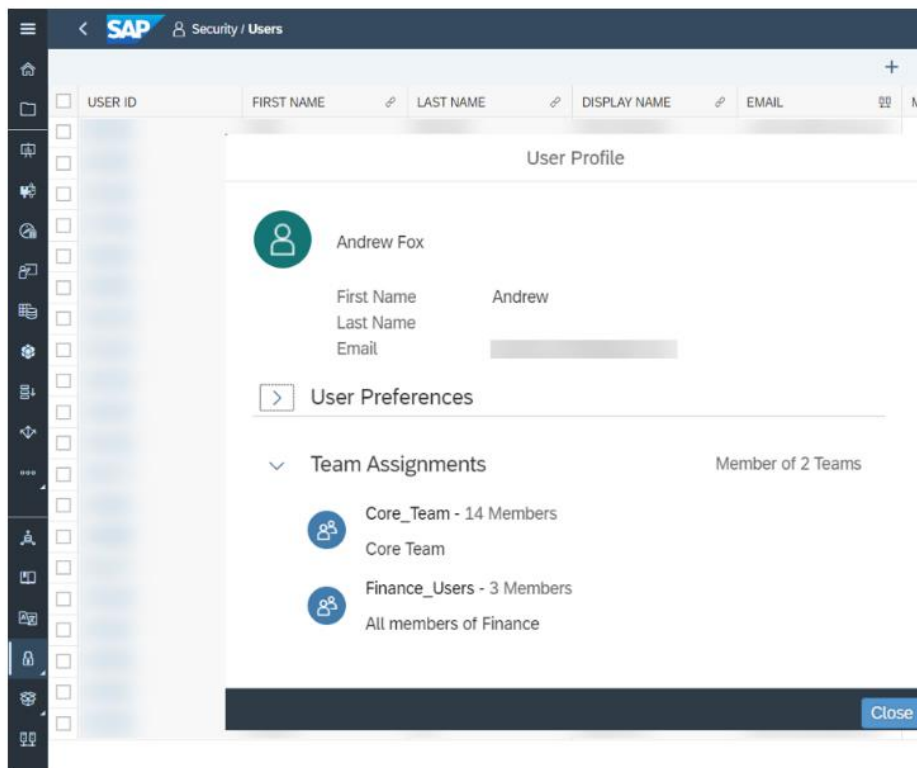 SAP Security / Users
+
USER ID FIRST NAME LAST NAME DISPLAY NAME EMAIL
User Profile
Andrew Fox
First Name Andrew
Last Name
Email
User Preferences
Team Assignments Member of 2 Teams
Core_Team - 14 Members
Core Team
Finance_Users - 3 Members
All members of Finance
Close